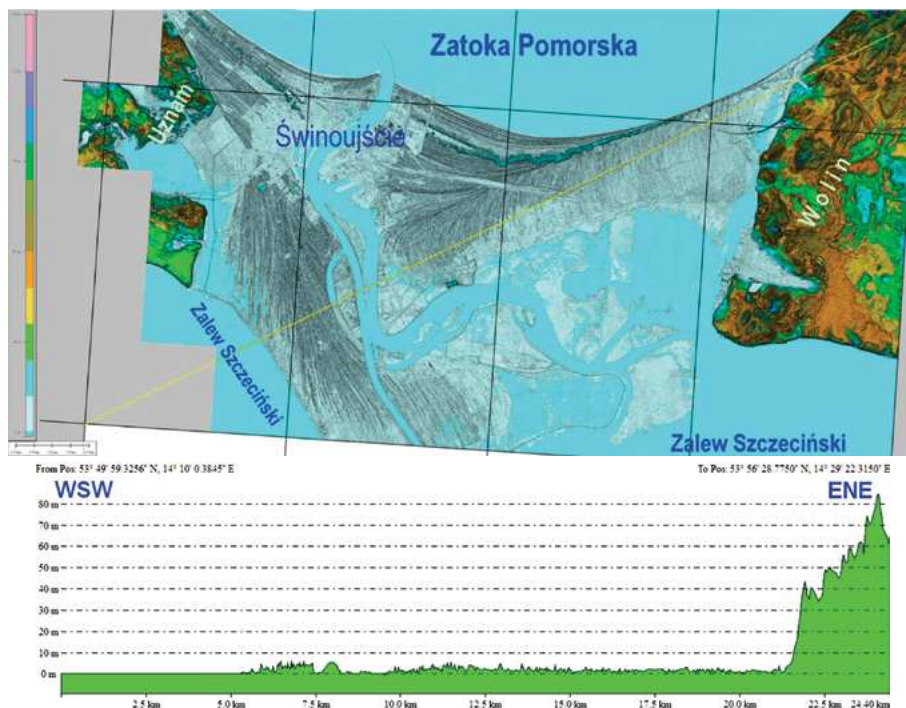 Zatoka Pomorska
Uznam
Świnoujście
Wolin
Zalew Szczeciński
Zalew Szczeciński
From Pos: 53° 49' 59.3256" N, 14° 10' 0.3845" E
To Pos: 53° 56' 28.7750" N, 14° 29' 22.3150" E
WSW
ENE
80 m
70 m
60 m
50 m
40 m
30 m
20 m
10 m
0 m
2.5 km 5.0 km 7.5 km 10.0 km 12.5 km 15.0 km 17.5 km 20.0 km 22.5 km 24.40 km